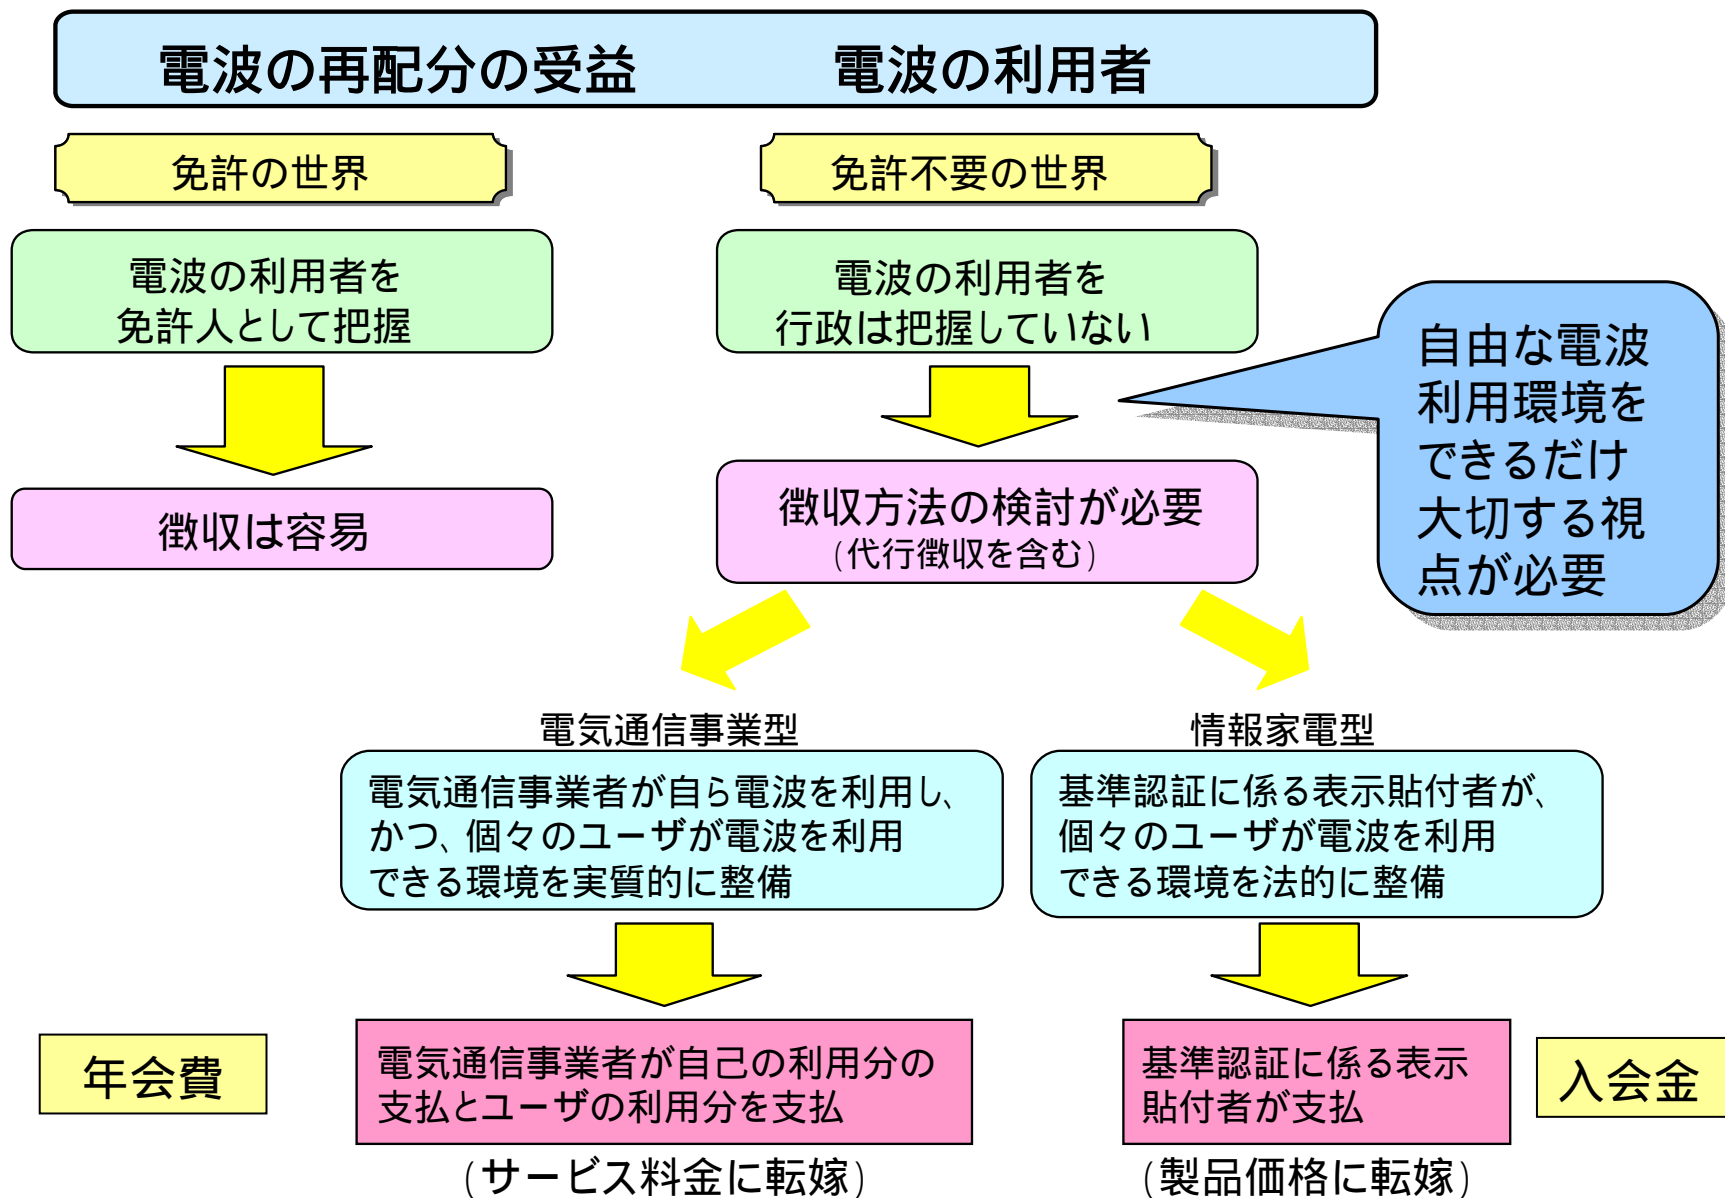 電波の再配分の受益　電波の利用者
免許の世界
免許不要の世界
電波の利用者を
免許人として把握
電波の利用者を
行政は把握していない
自由な電波
利用環境を
できるだけ
大切する視
点が必要
徴収は容易
徴収方法の検討が必要
(代行徴収を含む)
電気通信事業型
電気通信事業者が自ら電波を利用し、
かつ、個々のユーザが電波を利用
できる環境を実質的に整備
情報家電型
基準認証に係る表示貼付者が、
個々のユーザが電波を利用
できる環境を法的に整備
年会費
電気通信事業者が自己の利用分の
支払とユーザの利用分を支払
(サービス料金に転嫁)
基準認証に係る表示
貼付者が支払
(製品価格に転嫁)
入会金